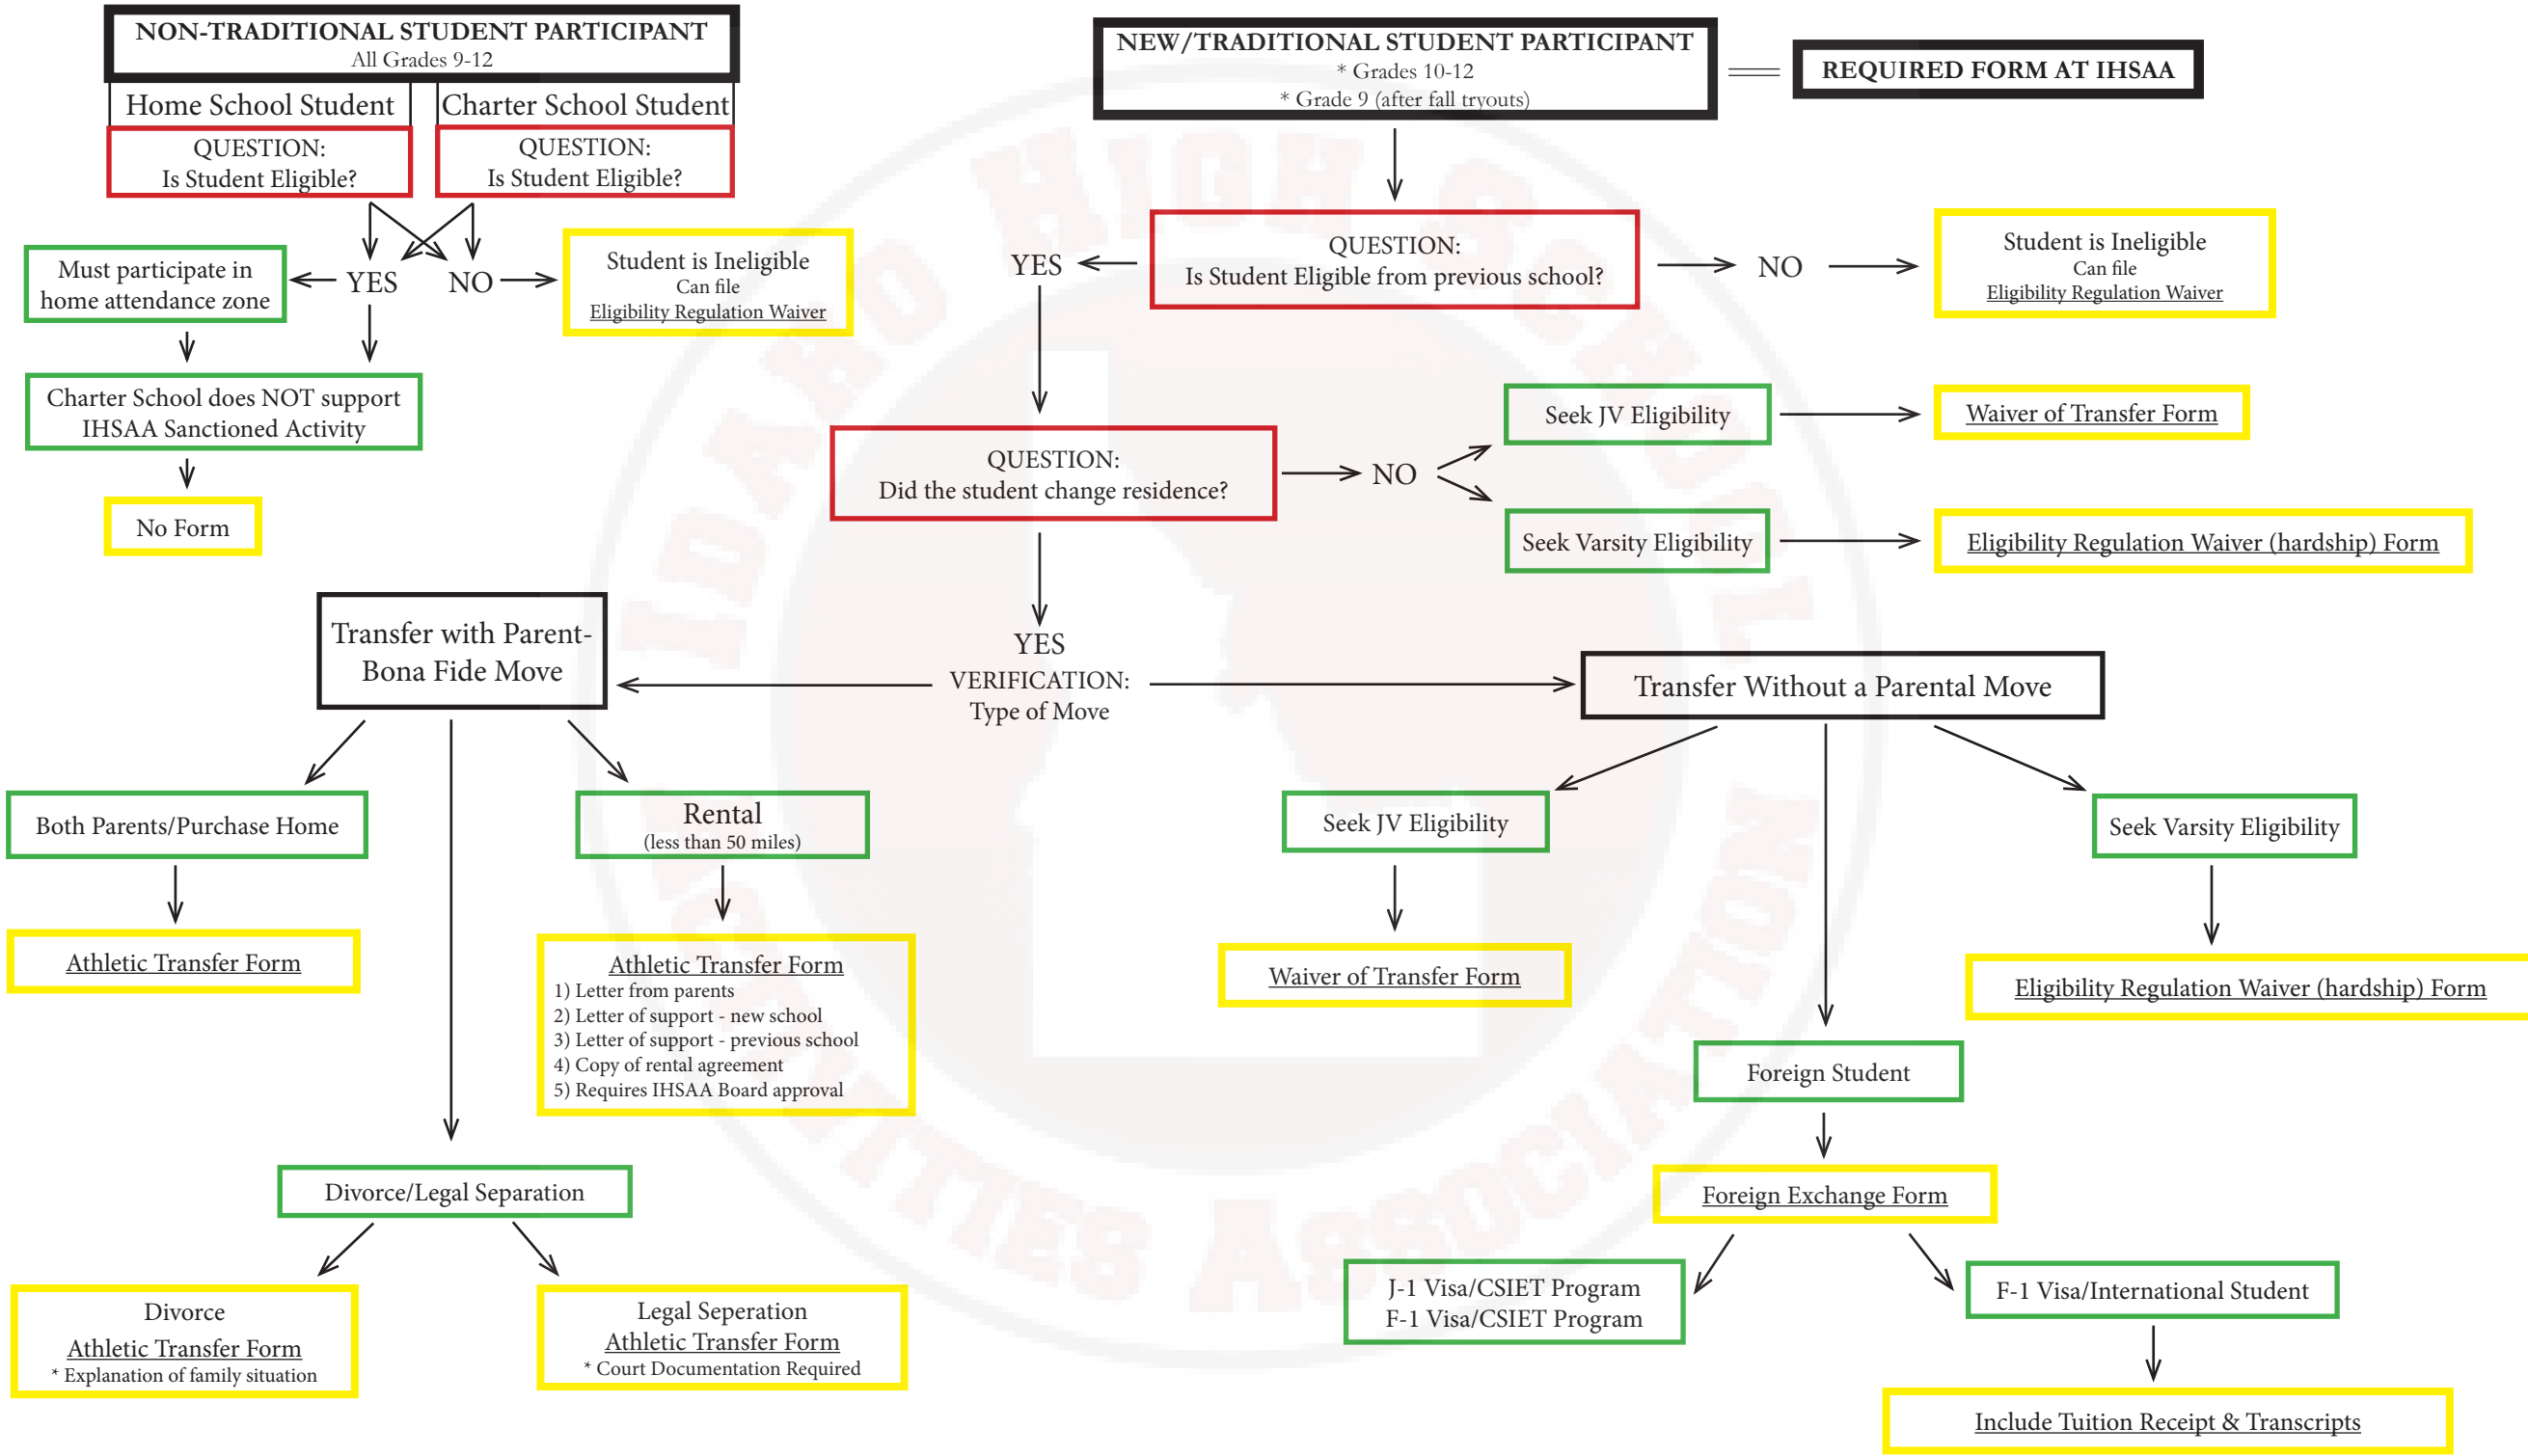 NON-TRADITIONAL STUDENT PARTICIPANT
All Grades 9-12
Home School Student
Charter School Student
QUESTION:
Is Student Eligible?
QUESTION:
Is Student Eligible?
Must participate in
home attendance zone
YES
NO
Student is Ineligible
Can file
Eligibility Regulation Waiver
Charter School does NOT support
IHSAA Sanctioned Activity
No Form
NEW/TRADITIONAL STUDENT PARTICIPANT
* Grades 10-12
* Grade 9 (after fall tryouts)
REQUIRED FORM AT IHSAA
QUESTION:
Is Student Eligible from previous school?
YES
NO
Student is Ineligible
Can file
Eligibility Regulation Waiver
QUESTION:
Did the student change residence?
NO
Seek JV Eligibility
Waiver of Transfer Form
Seek Varsity Eligibility
Eligibility Regulation Waiver (hardship) Form
YES
VERIFICATION:
Type of Move
Transfer with Parent-
Bona Fide Move
Both Parents/Purchase Home
Athletic Transfer Form
Rental
(less than 50 miles)
Athletic Transfer Form
1) Letter from parents
2) Letter of support - new school
3) Letter of support - previous school
4) Copy of rental agreement
5) Requires IHSAA Board approval
Divorce/Legal Separation
Divorce
Athletic Transfer Form
* Explanation of family situation
Legal Seperation
Athletic Transfer Form
* Court Documentation Required
Transfer Without a Parental Move
Seek JV Eligibility
Waiver of Transfer Form
Seek Varsity Eligibility
Eligibility Regulation Waiver (hardship) Form
Foreign Student
Foreign Exchange Form
J-1 Visa/CSIET Program
F-1 Visa/CSIET Program
F-1 Visa/International Student
Include Tuition Receipt & Transcripts
IDAHO HIGH SCHOOL
ACTIVITIES ASSOCIATION